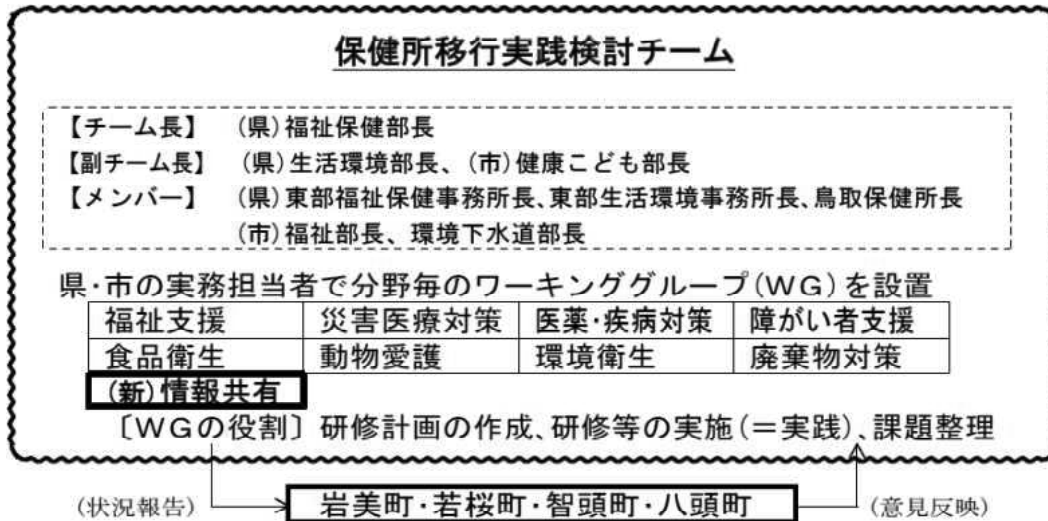 保健所移行実践検討チーム
【チーム長】 (県)福祉保健部長
【副チーム長】 (県)生活環境部長、(市)健康こども部長
【メンバー】 (県)東部福祉保健事務所長、東部生活環境事務所長、鳥取保健所長
(市)福祉部長、環境下水道部長
県・市の実務担当者で分野毎のワーキンググループ(WG)を設置
福祉支援 災害医療対策 医薬・疾病対策 障がい者支援
食品衛生 動物愛護 環境衛生 廃棄物対策
(新)情報共有
〔WGの役割〕研修計画の作成、研修等の実施(=実践)、課題整理
(状況報告) 岩美町・若桜町・智頭町・八頭町 (意見反映)